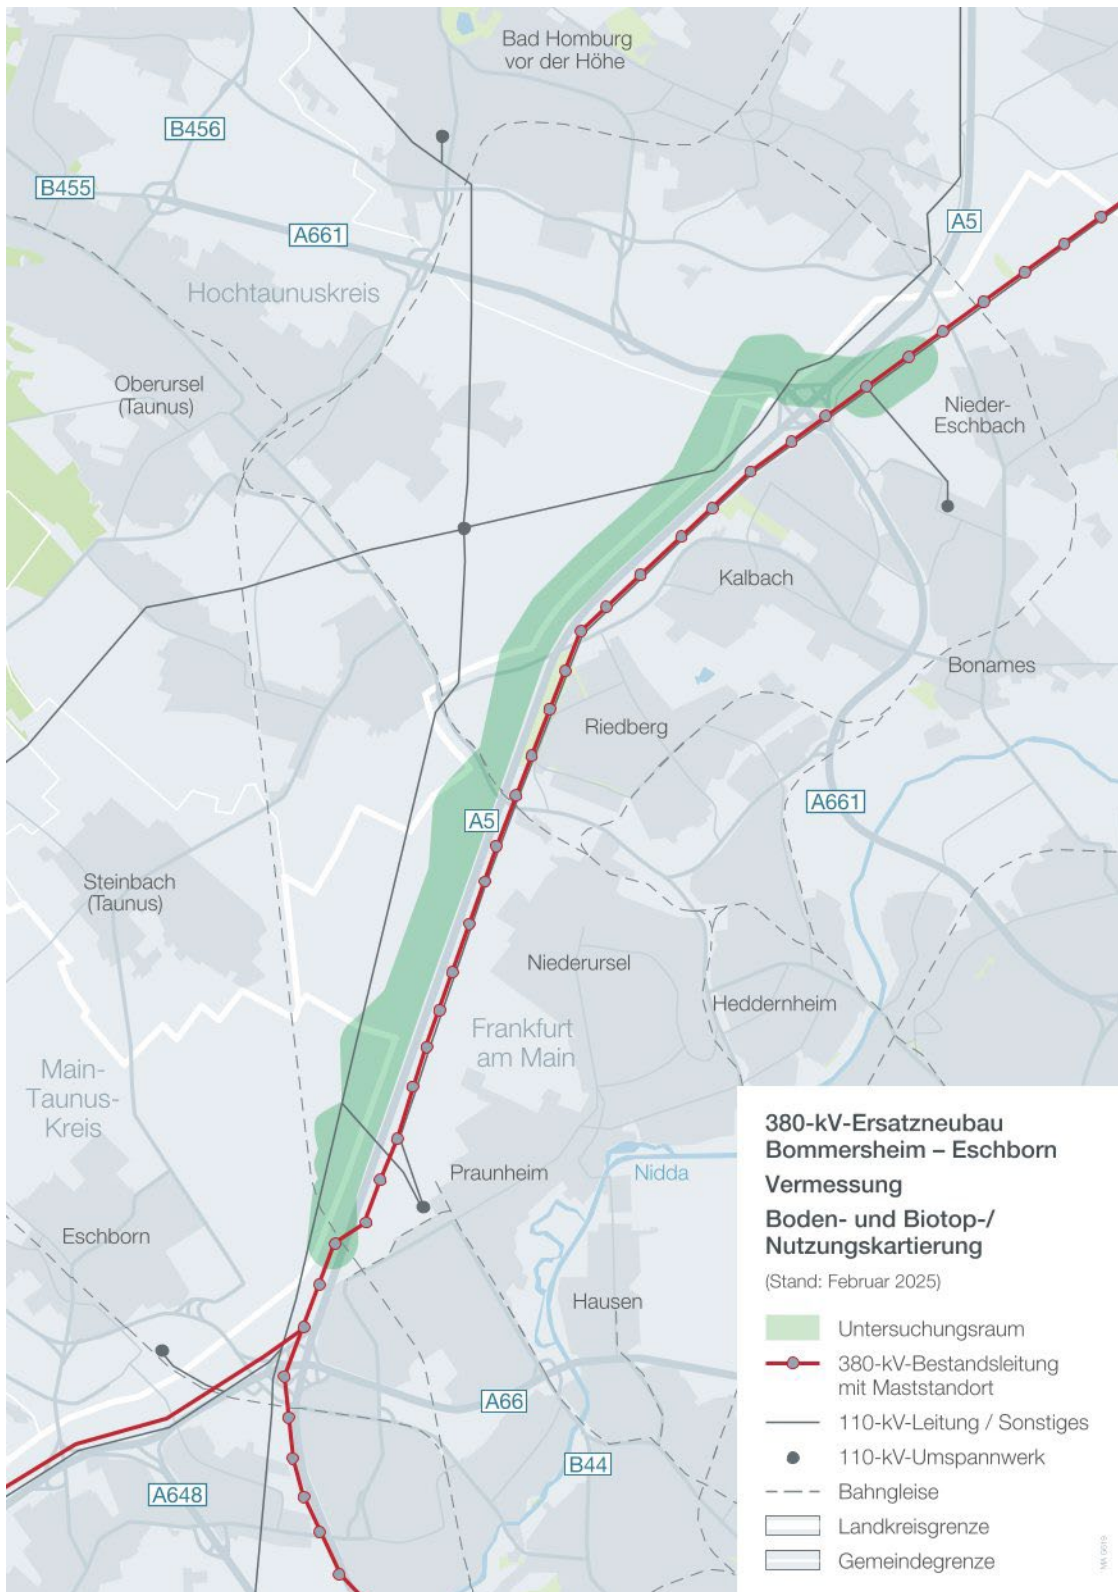 Bad Homburg
vor der Höhe
B456
B455
A661
A5
Hochtaunuskreis
Oberursel
(Taunus)
Nieder-
Eschbach
Kalbach
Bonames
Riedberg
A661
A5
Steinbach
(Taunus)
Niederursel
Heddernheim
Frankfurt
am Main
Main-
Taunus-
Kreis
Praunheim
Nidda
Eschborn
Hausen
A66
B44
A648
380-kV-Ersatzneubau
Bommersheim – Eschborn
Vermessung
Boden- und Biotop-/
Nutzungskartierung
(Stand: Februar 2025)
Untersuchungsraum
380-kV-Bestandsleitung
mit Maststandort
110-kV-Leitung / Sonstiges
110-kV-Umspannwerk
Bahngleise
Landkreisgrenze
Gemeindegrenze